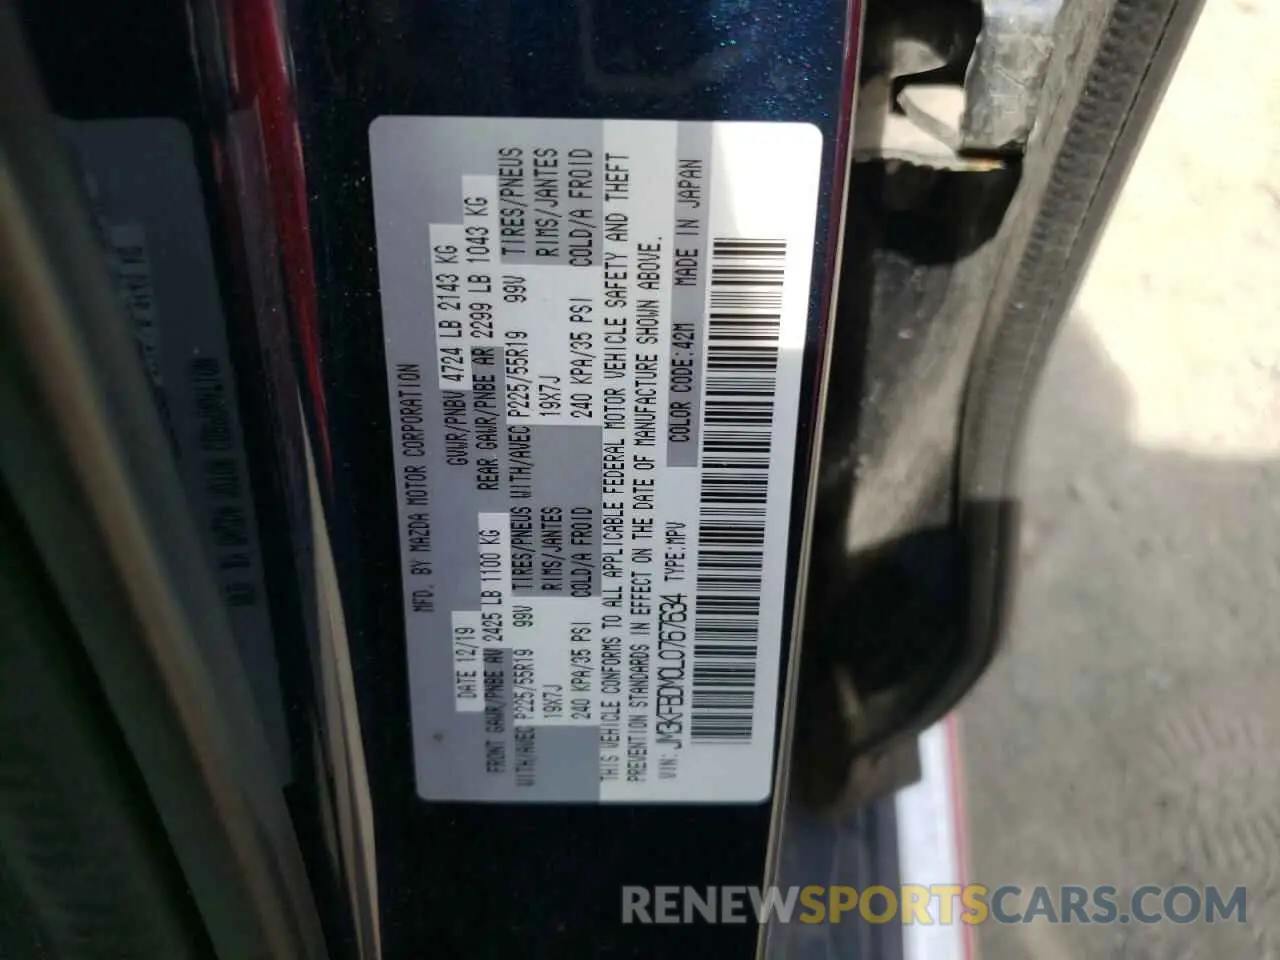 MFD. BY MAZDA MOTOR CORPORATION
DATE 12/19 GVWR/PNBV 4724 LB 2143 KG
FRONT GAWR/PNBE AV 2425 LB 1100 KG REAR GAWR/PNBE AR 2299 LB 1043 KG
WITH/AVEC P225/55R19 99V TIRES/PNEUS WITH/AVEC P225/55R19 99V TIRES/PNEUS
19X7J RIMS/JANTES 19X7J RIMS/JANTES
240 KPA/35 PSI COLD/A FROID 240 KPA/35 PSI COLD/A FROID
THIS VEHICLE CONFORMS TO ALL APPLICABLE FEDERAL MOTOR VEHICLE SAFETY AND THEFT
PREVENTION STANDARDS IN EFFECT ON THE DATE OF MANUFACTURE SHOWN ABOVE.
VIN: JM3KFBDM0L0767634 TYPE:MPV COLOR CODE:42M MADE IN JAPAN
RENEWSPORTSCARS.COM